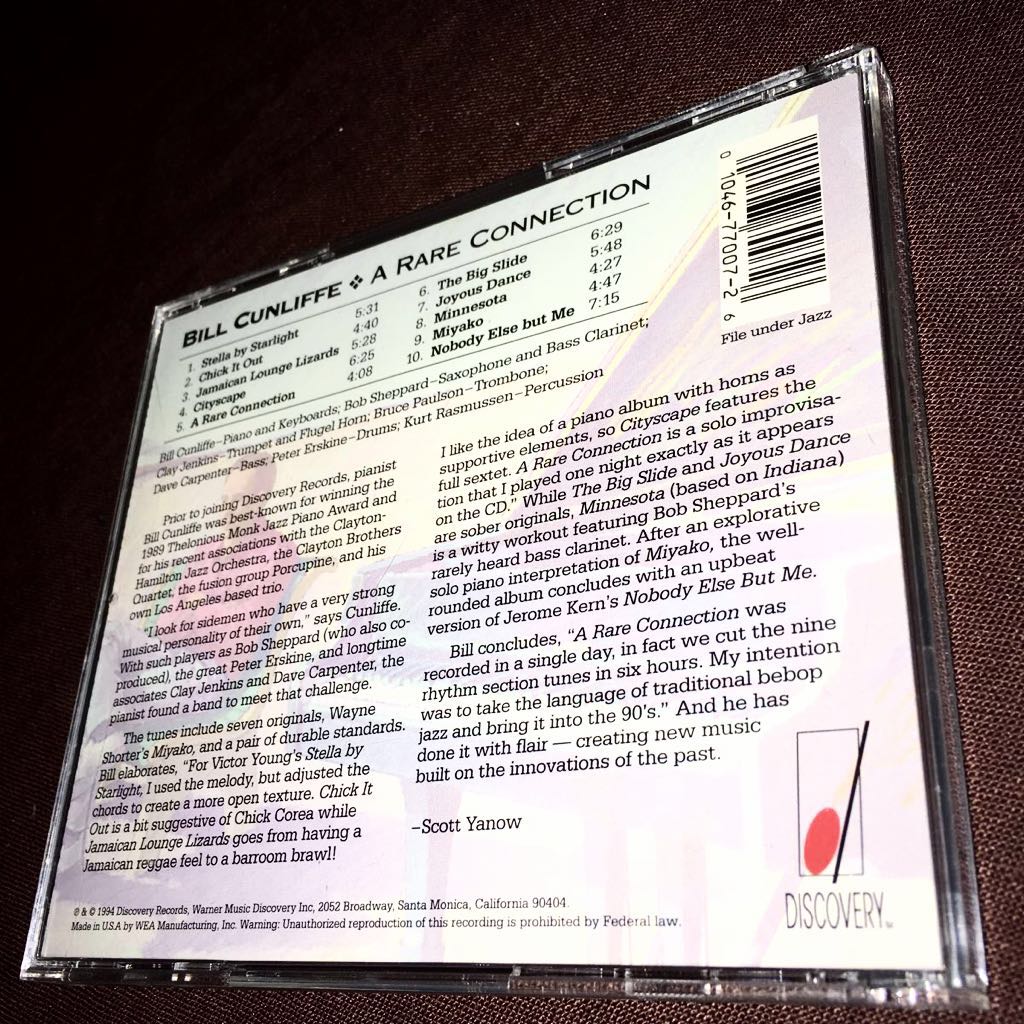 BILL CUNLIFFE ❖ A RARE CONNECTION
1. Stella by Starlight 5:31
2. Chick It Out 4:40
3. Jamaican Lounge Lizards 5:28
4. Cityscape 6:25
5. A Rare Connection 4:08
6. The Big Slide 6:29
7. Joyous Dance 5:48
8. Minnesota 4:27
9. Miyako 4:47
10. Nobody Else but Me 7:15
Bill Cunliffe–Piano and Keyboards; Bob Sheppard–Saxophone and Bass Clarinet;
Clay Jenkins–Trumpet and Flugel Horn; Bruce Paulson–Trombone;
Dave Carpenter–Bass; Peter Erskine–Drums; Kurt Rasmussen–Percussion
0 1046-77007-2 6
File under Jazz
Prior to joining Discovery Records, pianist
Bill Cunliffe was best-known for winning the
1989 Thelonious Monk Jazz Piano Award and
for his recent associations with the Clayton-
Hamilton Jazz Orchestra, the Clayton Brothers
Quartet, the fusion group Porcupine, and his
own Los Angeles based trio.
"I look for sidemen who have a very strong
musical personality of their own," says Cunliffe.
With such players as Bob Sheppard (who also co-
produced), the great Peter Erskine, and longtime
associates Clay Jenkins and Dave Carpenter, the
pianist found a band to meet that challenge.
The tunes include seven originals, Wayne
Shorter's Miyako, and a pair of durable standards.
Bill elaborates, "For Victor Young's Stella by
Starlight, I used the melody, but adjusted the
chords to create a more open texture. Chick It
Out is a bit suggestive of Chick Corea while
Jamaican Lounge Lizards goes from having a
Jamaican reggae feel to a barroom brawl!
I like the idea of a piano album with horns as
supportive elements, so Cityscape features the
full sextet. A Rare Connection is a solo improvisa-
tion that I played one night exactly as it appears
on the CD." While The Big Slide and Joyous Dance
are sober originals, Minnesota (based on Indiana)
is a witty workout featuring Bob Sheppard's
rarely heard bass clarinet. After an explorative
solo piano interpretation of Miyako, the well-
rounded album concludes with an upbeat
version of Jerome Kern's Nobody Else But Me.
Bill concludes, "A Rare Connection was
recorded in a single day, in fact we cut the nine
rhythm section tunes in six hours. My intention
was to take the language of traditional bebop
jazz and bring it into the 90's." And he has
done it with flair — creating new music
built on the innovations of the past.
–Scott Yanow
DISCOVERY™
℗ & © 1994 Discovery Records, Warner Music Discovery Inc, 2052 Broadway, Santa Monica, California 90404.
Made in U.S.A by WEA Manufacturing, Inc. Warning: Unauthorized reproduction of this recording is prohibited by Federal law.